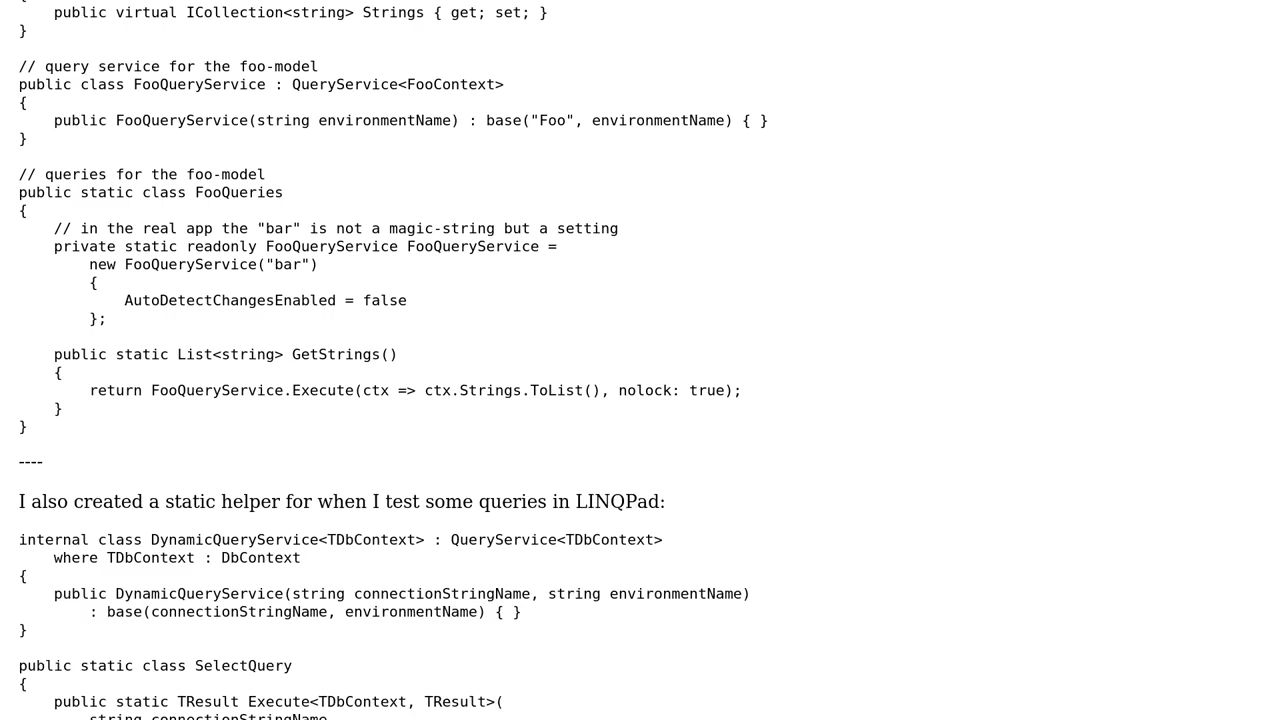 {
    public virtual ICollection<string> Strings { get; set; }
}

// query service for the foo-model
public class FooQueryService : QueryService<FooContext>
{
    public FooQueryService(string environmentName) : base("Foo", environmentName) { }
}

// queries for the foo-model
public static class FooQueries
{
    // in the real app the "bar" is not a magic-string but a setting
    private static readonly FooQueryService FooQueryService =
        new FooQueryService("bar")
        {
            AutoDetectChangesEnabled = false
        };

    public static List<string> GetStrings()
    {
        return FooQueryService.Execute(ctx => ctx.Strings.ToList(), nolock: true);
    }
}

----

I also created a static helper for when I test some queries in LINQPad:

internal class DynamicQueryService<TDbContext> : QueryService<TDbContext>
    where TDbContext : DbContext
{
    public DynamicQueryService(string connectionStringName, string environmentName)
        : base(connectionStringName, environmentName) { }
}

public static class SelectQuery
{
    public static TResult Execute<TDbContext, TResult>(
        string connectionStringName